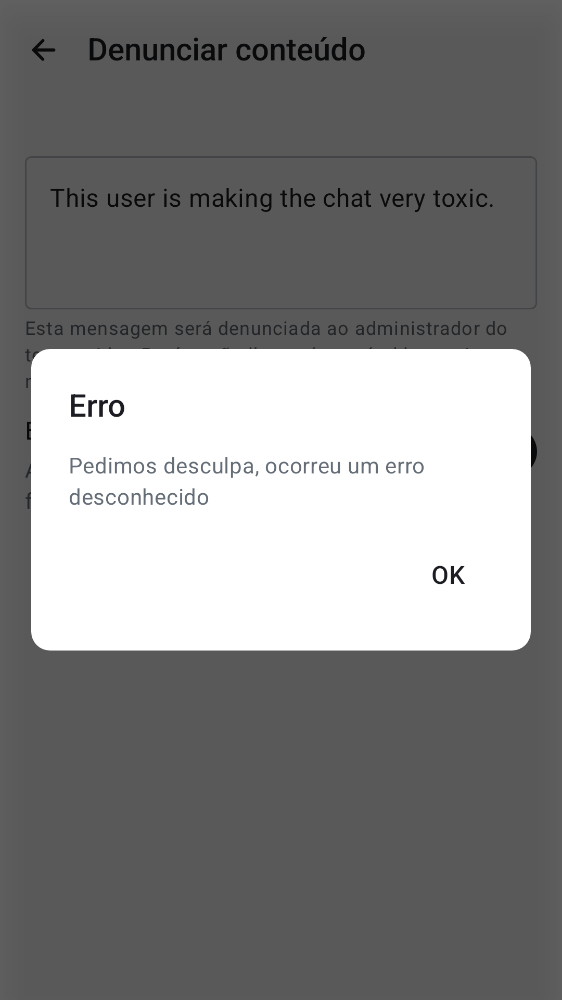 Denunciar conteúdo
This user is making the chat very toxic.
Esta mensagem será denunciada ao administrador do
Erro
Pedimos desculpa, ocorreu um erro
desconhecido
OK